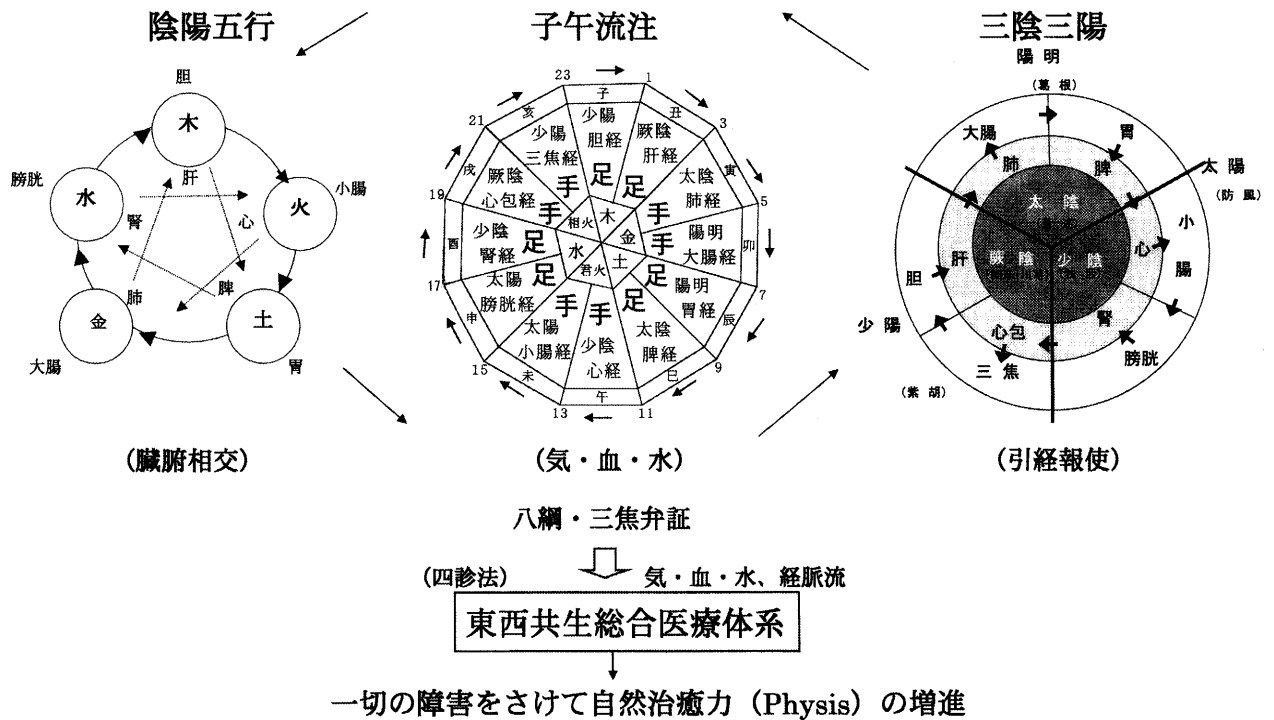 陰陽五行
子午流注
三陰三陽
胆
木
肝
膀胱
水
腎
心
火
小腸
肺
脾
金
土
大腸
胃
23
1
3
5
7
9
11
13
15
17
19
21
子
丑
寅
卯
辰
巳
午
未
申
酉
戌
亥
少陽
胆経
足
厥陰
肝経
足
太陰
肺経
手
陽明
大腸経
手
陽明
胃経
足
太陰
脾経
足
少陰
心経
手
太陽
小腸経
手
太陽
膀胱経
足
少陰
腎経
足
厥陰
心包経
手
少陽
三焦経
手
木
金
土
君火
水
相火
陽明
(葛根)
大腸
胃
肺
脾
太陽
(防風)
太陰
小腸
心
肝
厥陰
少陰
胆
腎
少陽
心包
膀胱
三焦
(臓腑相交)
(気・血・水)
(引経報使)
八綱・三焦弁証
(四診法)
気・血・水、経脈流
東西共生総合医療体系
一切の障害をさけて自然治癒力(Physis)の増進